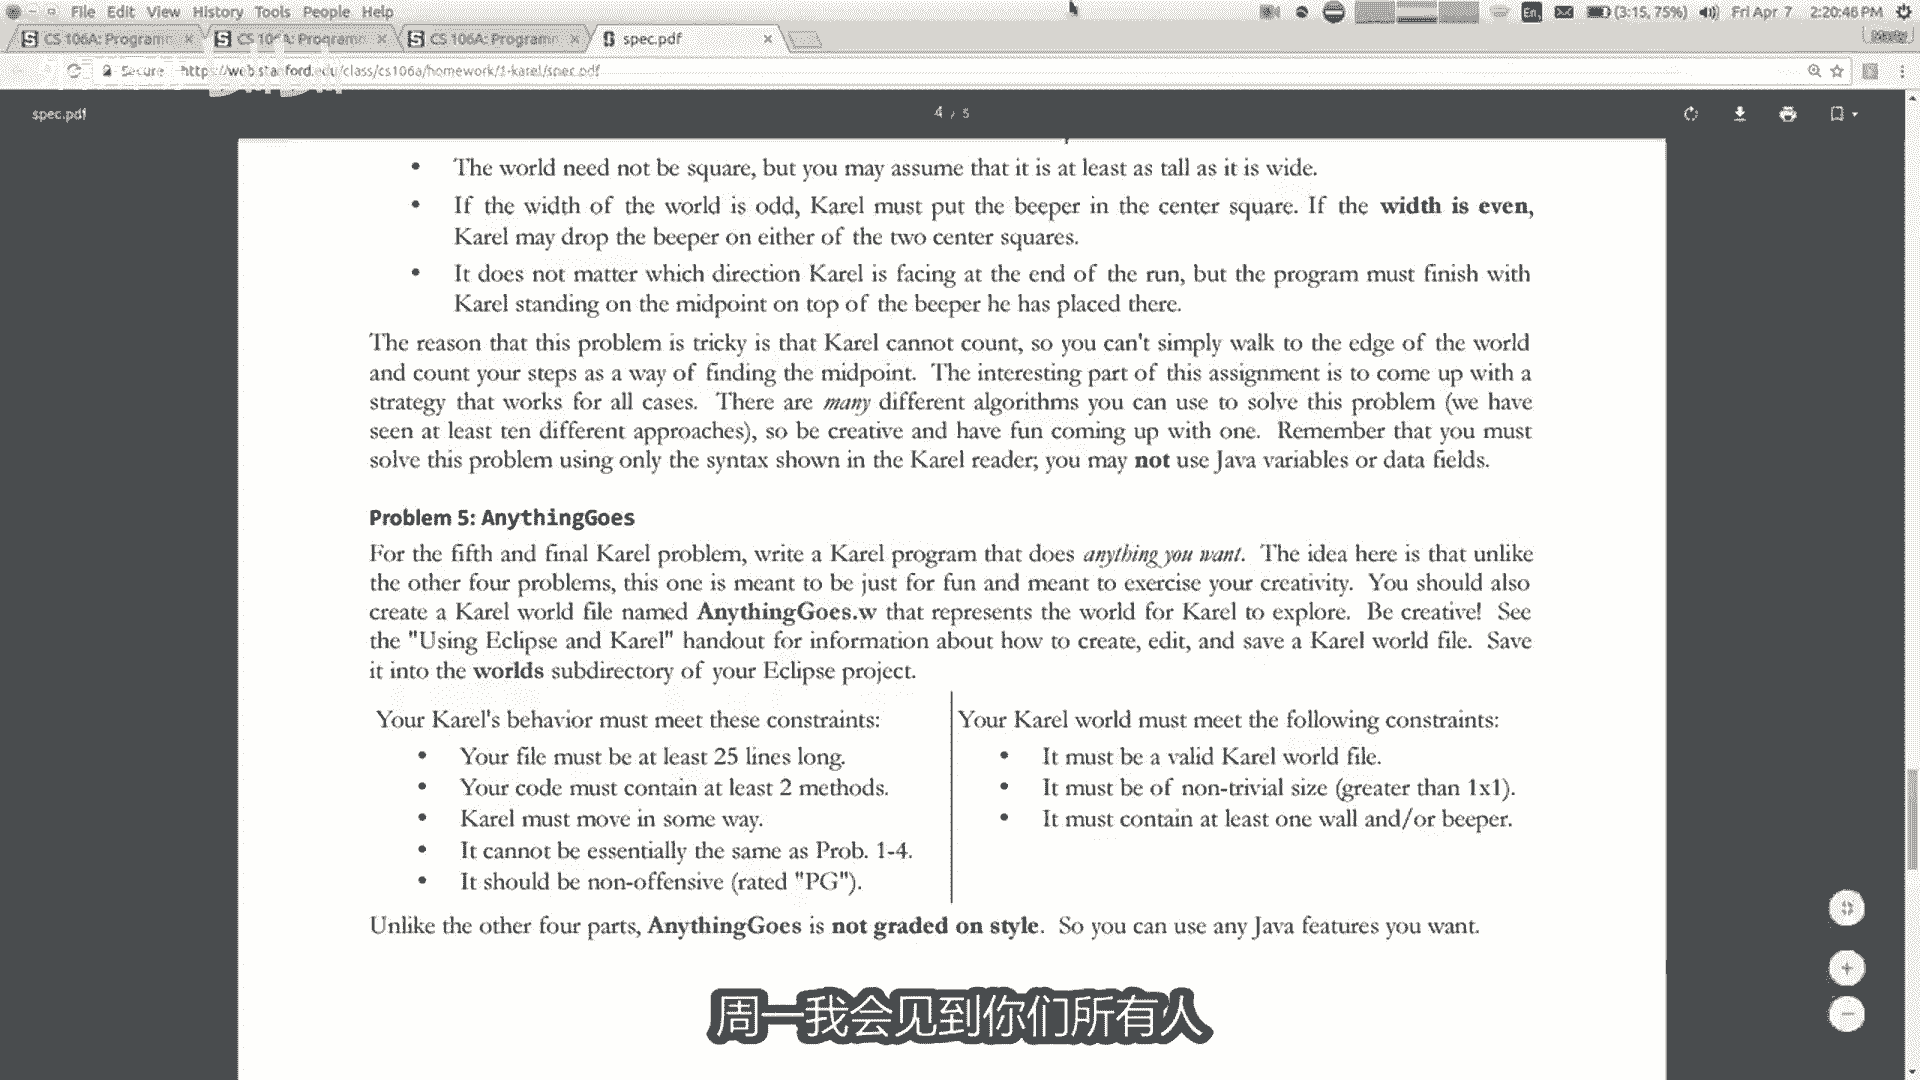 File Edit View History Tools People Help
En
(3:15, 75%)
Fri Apr 7 2:20:46 PM
CS 106A: Programm
CS 106A: Programm
CS 106A: Programm
spec.pdf
Marty
Secure https://web.stanford.edu/class/cs106a/homework/1-karel/spec.pdf
spec.pdf
4 / 5
• The world need not be square, but you may assume that it is at least as tall as it is wide.
• If the width of the world is odd, Karel must put the beeper in the center square. If the width is even,
Karel may drop the beeper on either of the two center squares.
• It does not matter which direction Karel is facing at the end of the run, but the program must finish with
Karel standing on the midpoint on top of the beeper he has placed there.
The reason that this problem is tricky is that Karel cannot count, so you can't simply walk to the edge of the world
and count your steps as a way of finding the midpoint. The interesting part of this assignment is to come up with a
strategy that works for all cases. There are many different algorithms you can use to solve this problem (we have
seen at least ten different approaches), so be creative and have fun coming up with one. Remember that you must
solve this problem using only the syntax shown in the Karel reader; you may not use Java variables or data fields.
Problem 5: AnythingGoes
For the fifth and final Karel problem, write a Karel program that does anything you want. The idea here is that unlike
the other four problems, this one is meant to be just for fun and meant to exercise your creativity. You should also
create a Karel world file named AnythingGoes.w that represents the world for Karel to explore. Be creative! See
the "Using Eclipse and Karel" handout for information about how to create, edit, and save a Karel world file. Save
it into the worlds subdirectory of your Eclipse project.
Your Karel's behavior must meet these constraints:
• Your file must be at least 25 lines long.
• Your code must contain at least 2 methods.
• Karel must move in some way.
• It cannot be essentially the same as Prob. 1-4.
• It should be non-offensive (rated "PG").
Your Karel world must meet the following constraints:
• It must be a valid Karel world file.
• It must be of non-trivial size (greater than 1x1).
• It must contain at least one wall and/or beeper.
Unlike the other four parts, AnythingGoes is not graded on style. So you can use any Java features you want.
周一我会见到你们所有人